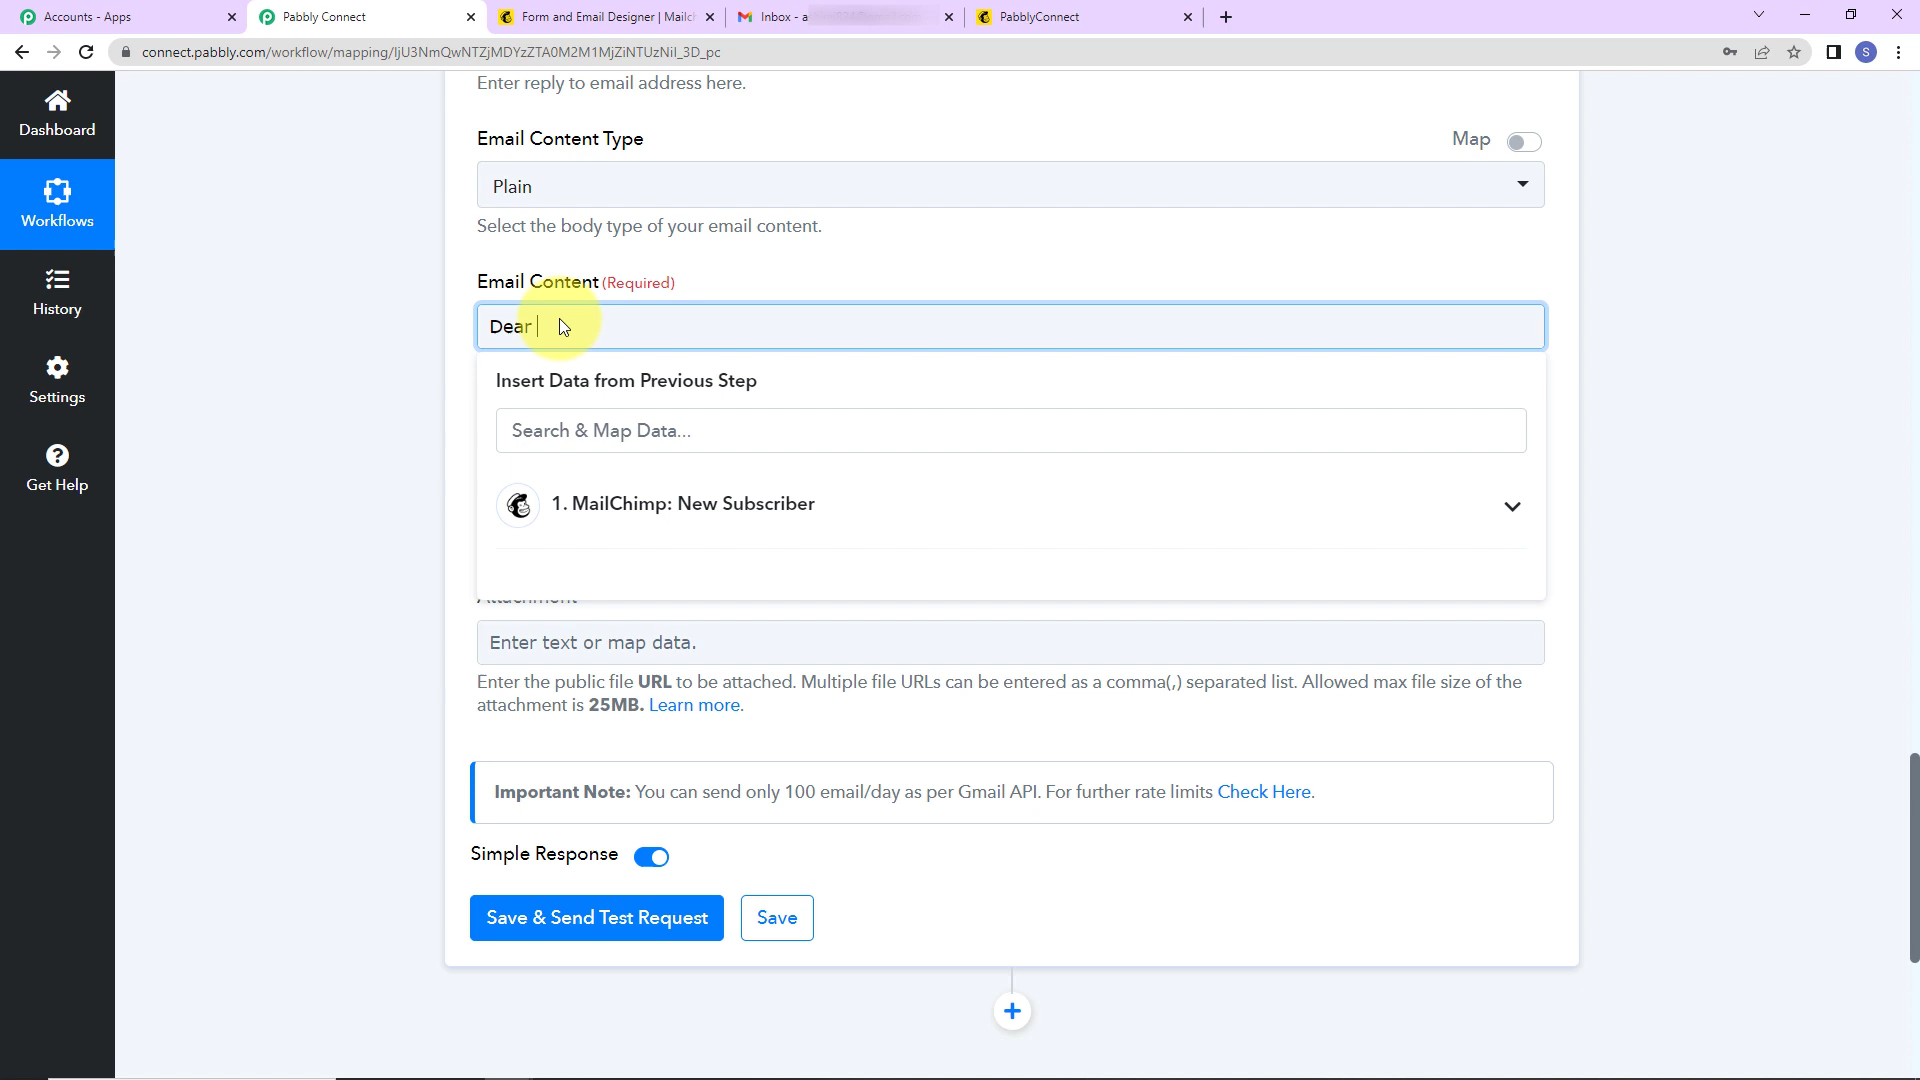 Accounts - Apps
Pabbly Connect
Form and Email Designer | Mailch
Inbox - a
PabblyConnect
connect.pabbly.com/workflow/mapping/IjU3NmQwNTZjMDYzZTA0M2M1MjZiNTUzNiI_3D_pc
S
Dashboard
Workflows
History
Settings
Get Help
Enter reply to email address here.
Email Content Type
Map
Plain
Select the body type of your email content.
Email Content (Required)
Dear
Insert Data from Previous Step
Search & Map Data...
1. MailChimp: New Subscriber
Enter text or map data.
Enter the public file URL to be attached. Multiple file URLs can be entered as a comma(,) separated list. Allowed max file size of the
attachment is 25MB. Learn more.
Important Note: You can send only 100 email/day as per Gmail API. For further rate limits Check Here.
Simple Response
Save & Send Test Request
Save